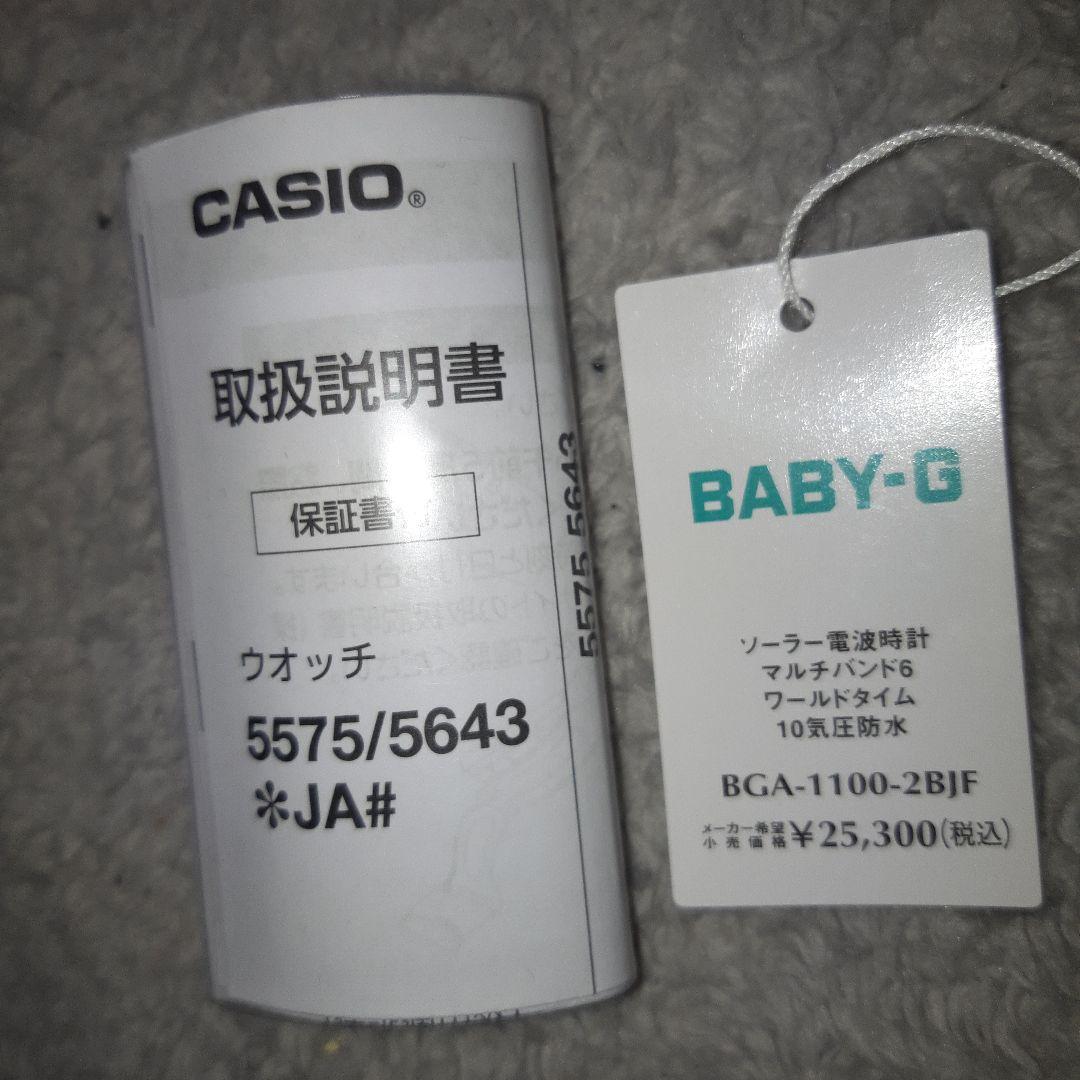 CASIO®
取扱説明書
保証書
ウオッチ
5575/5643
*JA#
5575 5643
BABY-G
ソーラー電波時計
マルチバンド6
ワールドタイム
10気圧防水
BGA-1100-2BJF
メーカー希望
小売価格 ¥25,300(税込)